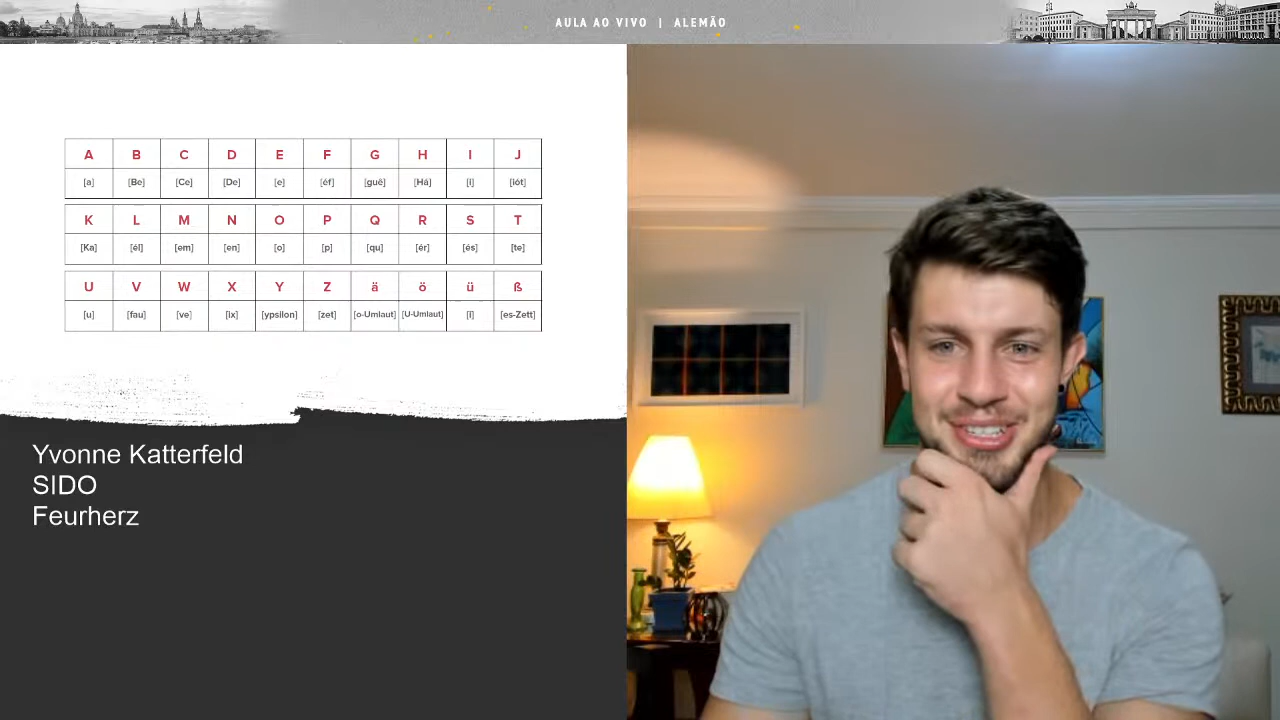 AULA AO VIVO | ALEMÃO
A B C D E F G H I J
[a] [Be] [Ce] [De] [e] [éf] [guê] [Há] [i] [iót]
K L M N O P Q R S T
[Ka] [él] [em] [en] [o] [p] [qu] [ér] [és] [te]
U V W X Y Z ä ö ü ß
[u] [fau] [ve] [ix] [ypsilon] [zet] [o-Umlaut] [U-Umlaut] [i] [es-Zett]
Yvonne Katterfeld
SIDO
Feurherz